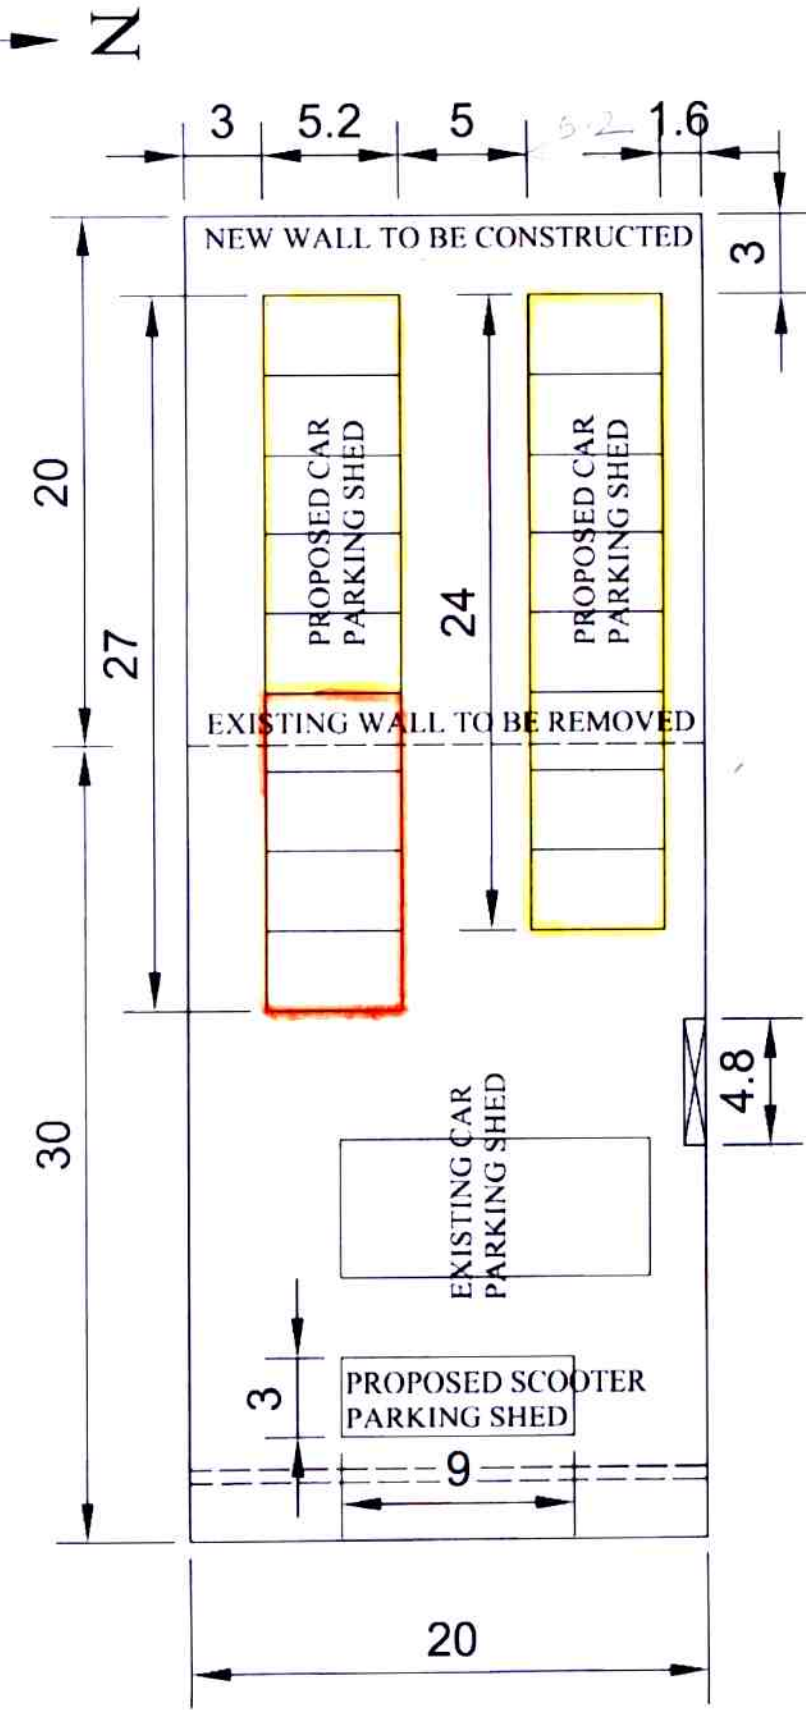 N
3 5.2 5 5.2 1.6
3
NEW WALL TO BE CONSTRUCTED
20
27
24
PROPOSED CAR
PARKING SHED
PROPOSED CAR
PARKING SHED
EXISTING WALL TO BE REMOVED
30
4.8
EXISTING CAR
PARKING SHED
3
PROPOSED SCOOTER
PARKING SHED
9
20